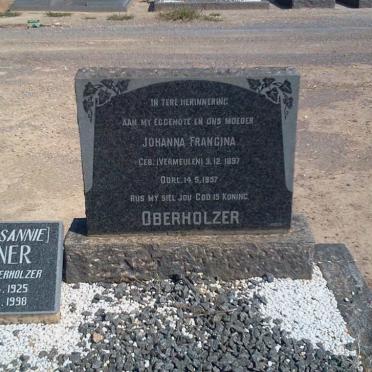 IN TERE HERINNERING
AAN MY EGGENOTE EN ONS MOEDER
JOHANNA FRANCINA
GEB. (VERMEULEN) 3.12.1897
OORL. 14.5.1957
RUS MY SIEL JOU GOD IS KONING
OBERHOLZER
SANNIE]
NER
BERHOLZER
1925
1998